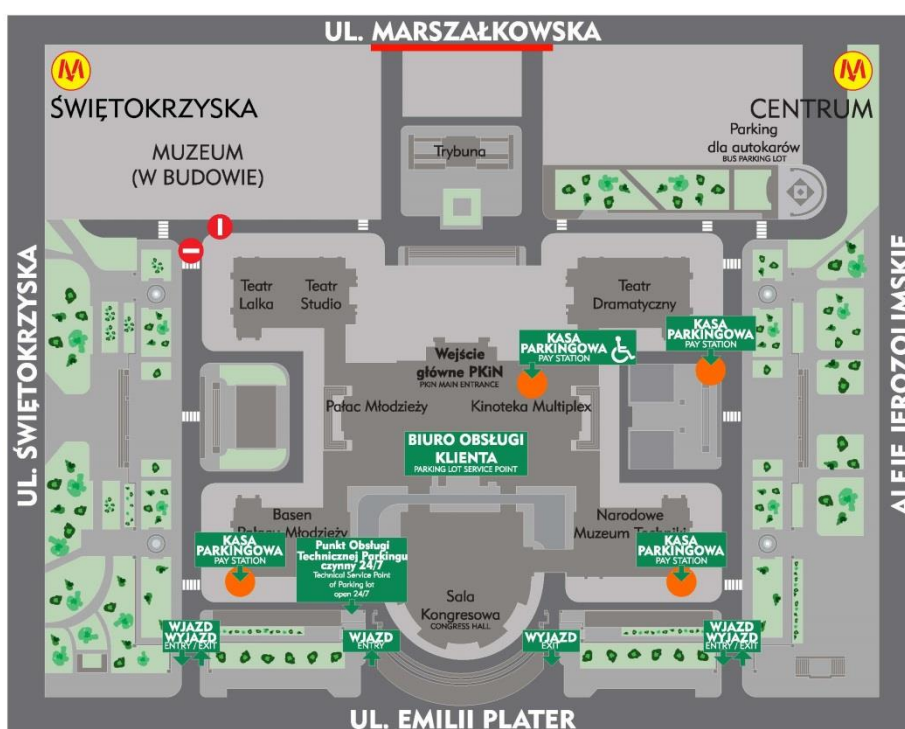 UL. MARSZAŁKOWSKA
M
ŚWIĘTOKRZYSKA
MUZEUM
(W BUDOWIE)
Trybuna
M
CENTRUM
Parking
dla autokarów
BUS PARKING LOT
UL. ŚWIĘTOKRZYSKA
ALEJE JEROZOLIMSKIE
Teatr
Lalka
Teatr
Studio
Teatr
Dramatyczny
KASA
PARKINGOWA
PAY STATION
KASA
PARKINGOWA
PAY STATION
Wejście
główne PKiN
PKIN MAIN ENTRANCE
Pałac Młodzieży
Kinoteka Multiplex
BIURO OBSŁUGI
KLIENTA
PARKING LOT SERVICE POINT
Basen
Pałacu Młodzieży
Narodowe
Muzeum Techniki
KASA
PARKINGOWA
PAY STATION
Punkt Obsługi
Technicznej Parkingu
czynny 24/7
Technical Service Point
of Parking lot
open 24/7
KASA
PARKINGOWA
PAY STATION
Sala
Kongresowa
CONGRESS HALL
WJAZD
WYJAZD
ENTRY / EXIT
WJAZD
ENTRY
WYJAZD
EXIT
WJAZD
WYJAZD
ENTRY / EXIT
UL. EMILII PLATER